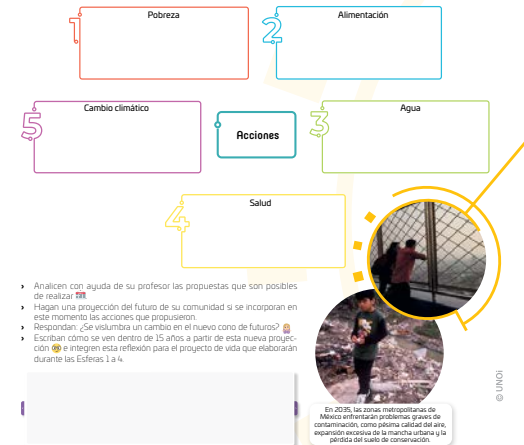 1
Pobreza
2
Alimentación
5
Cambio climático
Acciones
3
Agua
4
Salud
› Analicen con ayuda de su profesor las propuestas que son posibles
de realizar
› Hagan una proyección del futuro de su comunidad si se incorporan en
este momento las acciones que propusieron.
› Respondan: ¿Se vislumbra un cambio en el nuevo cono de futuros?
› Escriban cómo se ven dentro de 15 años a partir de esta nueva proyec-
ción e integren esta reflexión para el proyecto de vida que elaborarán
durante las Esferas 1 a 4.
En 2035, las zonas metropolitanas de
México enfrentarán problemas graves de
contaminación, como pésima calidad del aire,
expansión excesiva de la mancha urbana y la
pérdida del suelo de conservación.
© UNOi